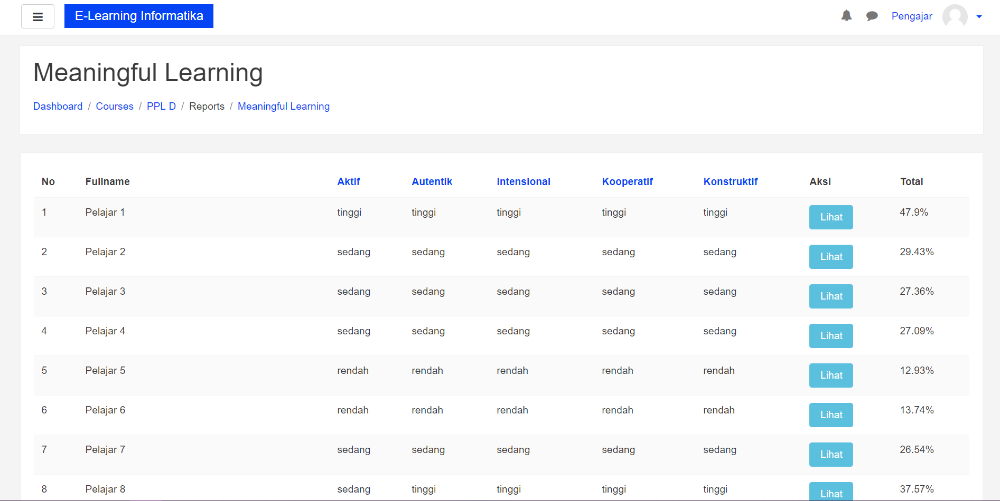 E-Learning Informatika Pengajar
Meaningful Learning
Dashboard / Courses / PPL D / Reports / Meaningful Learning
No Fullname Aktif Autentik Intensional Kooperatif Konstruktif Aksi Total
1 Pelajar 1 tinggi tinggi tinggi tinggi tinggi Lihat 47.9%
2 Pelajar 2 sedang sedang sedang sedang sedang Lihat 29.43%
3 Pelajar 3 sedang sedang sedang sedang sedang Lihat 27.36%
4 Pelajar 4 sedang sedang sedang sedang sedang Lihat 27.09%
5 Pelajar 5 rendah rendah rendah rendah rendah Lihat 12.93%
6 Pelajar 6 rendah rendah rendah rendah rendah Lihat 13.74%
7 Pelajar 7 sedang sedang sedang sedang sedang Lihat 26.54%
8 Pelajar 8 sedang tinggi tinggi tinggi tinggi Lihat 37.57%